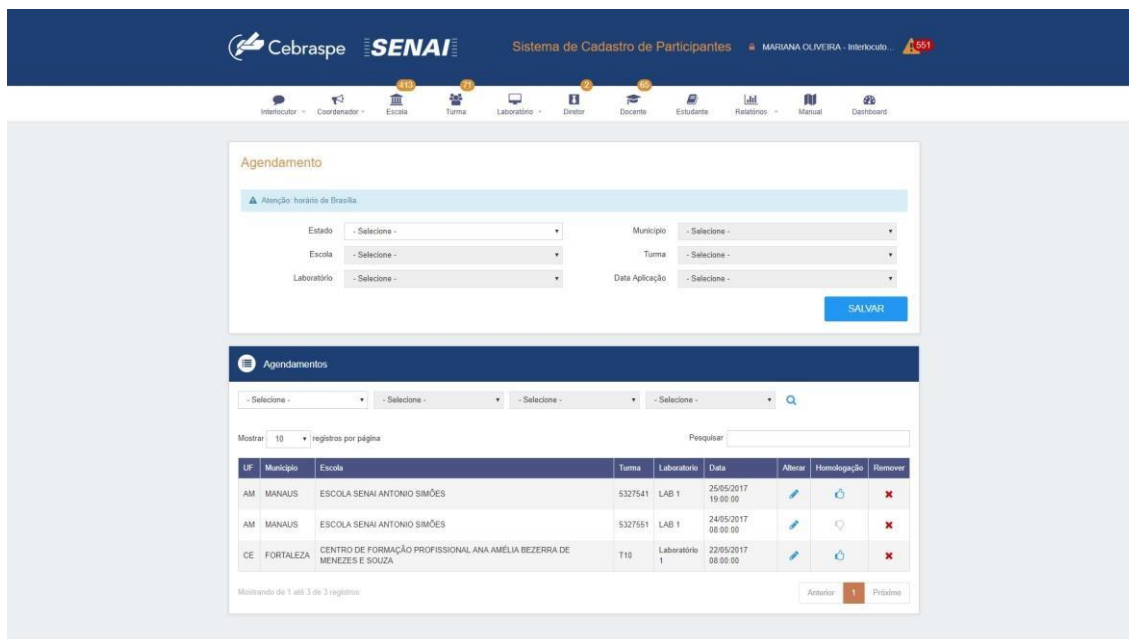 Cebraspe SENAI Sistema de Cadastro de Participantes MARIANA OLIVEIRA - Interlocuto... 551
413 71 2 65
Interlocutor Coordenador Escola Turma Laboratório Diretor Docente Estudante Relatórios Manual Dashboard
Agendamento
Atenção: horário de Brasília.
Estado - Selecione - Município - Selecione -
Escola - Selecione - Turma - Selecione -
Laboratório - Selecione - Data Aplicação - Selecione -
SALVAR
Agendamentos
- Selecione - - Selecione - - Selecione - - Selecione -
Mostrar 10 registros por página Pesquisar
UF Município Escola Turma Laboratorio Data Alterar Homologação Remover
AM MANAUS ESCOLA SENAI ANTONIO SIMÕES 5327541 LAB 1 25/05/2017 19:00:00
AM MANAUS ESCOLA SENAI ANTONIO SIMÕES 5327551 LAB 1 24/05/2017 08:00:00
CE FORTALEZA CENTRO DE FORMAÇÃO PROFISSIONAL ANA AMÉLIA BEZERRA DE MENEZES E SOUZA T10 Laboratório 1 22/05/2017 08:00:00
Mostrando de 1 até 3 de 3 registros Anterior 1 Próximo